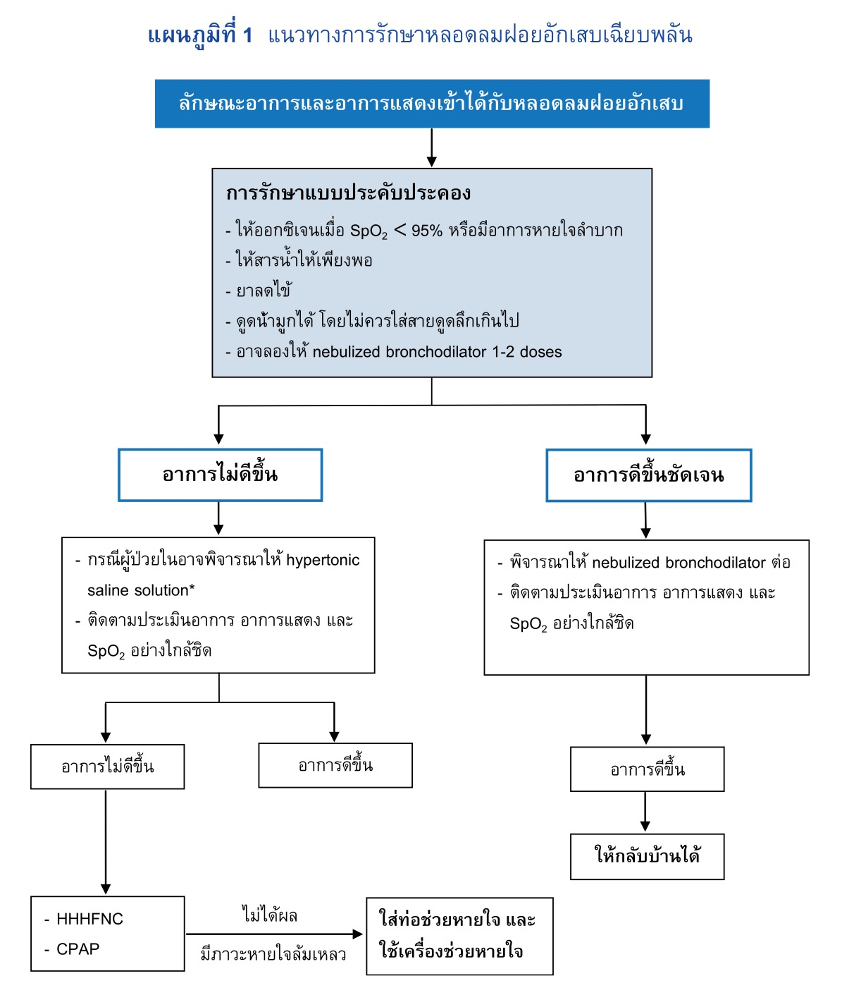 แผนภูมิที่ 1 แนวทางการรักษาหลอดลมฝอยอักเสบเฉียบพลัน
ลักษณะอาการและอาการแสดงเข้าได้กับหลอดลมฝอยอักเสบ
การรักษาแบบประคับประคอง
- ให้ออกซิเจนเมื่อ SpO₂ < 95% หรือมีอาการหายใจลำบาก
- ให้สารน้ำให้เพียงพอ
- ยาลดไข้
- ดูดน้ำมูกได้ โดยไม่ควรใส่สายดูดลึกเกินไป
- อาจลองให้ nebulized bronchodilator 1-2 doses
อาการไม่ดีขึ้น
- กรณีผู้ป่วยในอาจพิจารณาให้ hypertonic
saline solution*
- ติดตามประเมินอาการ อาการแสดง และ
SpO₂ อย่างใกล้ชิด
อาการดีขึ้นชัดเจน
- พิจารณาให้ nebulized bronchodilator ต่อ
- ติดตามประเมินอาการ อาการแสดง และ
SpO₂ อย่างใกล้ชิด
อาการไม่ดีขึ้น
อาการดีขึ้น
อาการดีขึ้น
ให้กลับบ้านได้
- HHHFNC
- CPAP
ไม่ได้ผล
มีภาวะหายใจล้มเหลว
ใส่ท่อช่วยหายใจ และ
ใช้เครื่องช่วยหายใจ